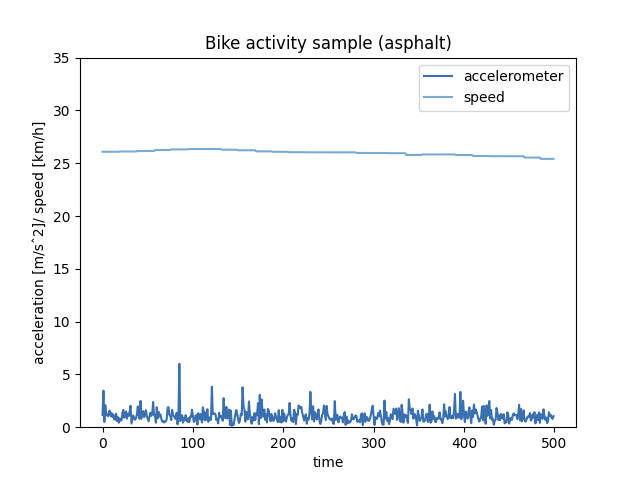 Bike activity sample (asphalt)
accelerometer
speed
acceleration [m/sˆ2]/ speed [km/h]
35
30
25
20
15
10
5
0
0 100 200 300 400 500
time